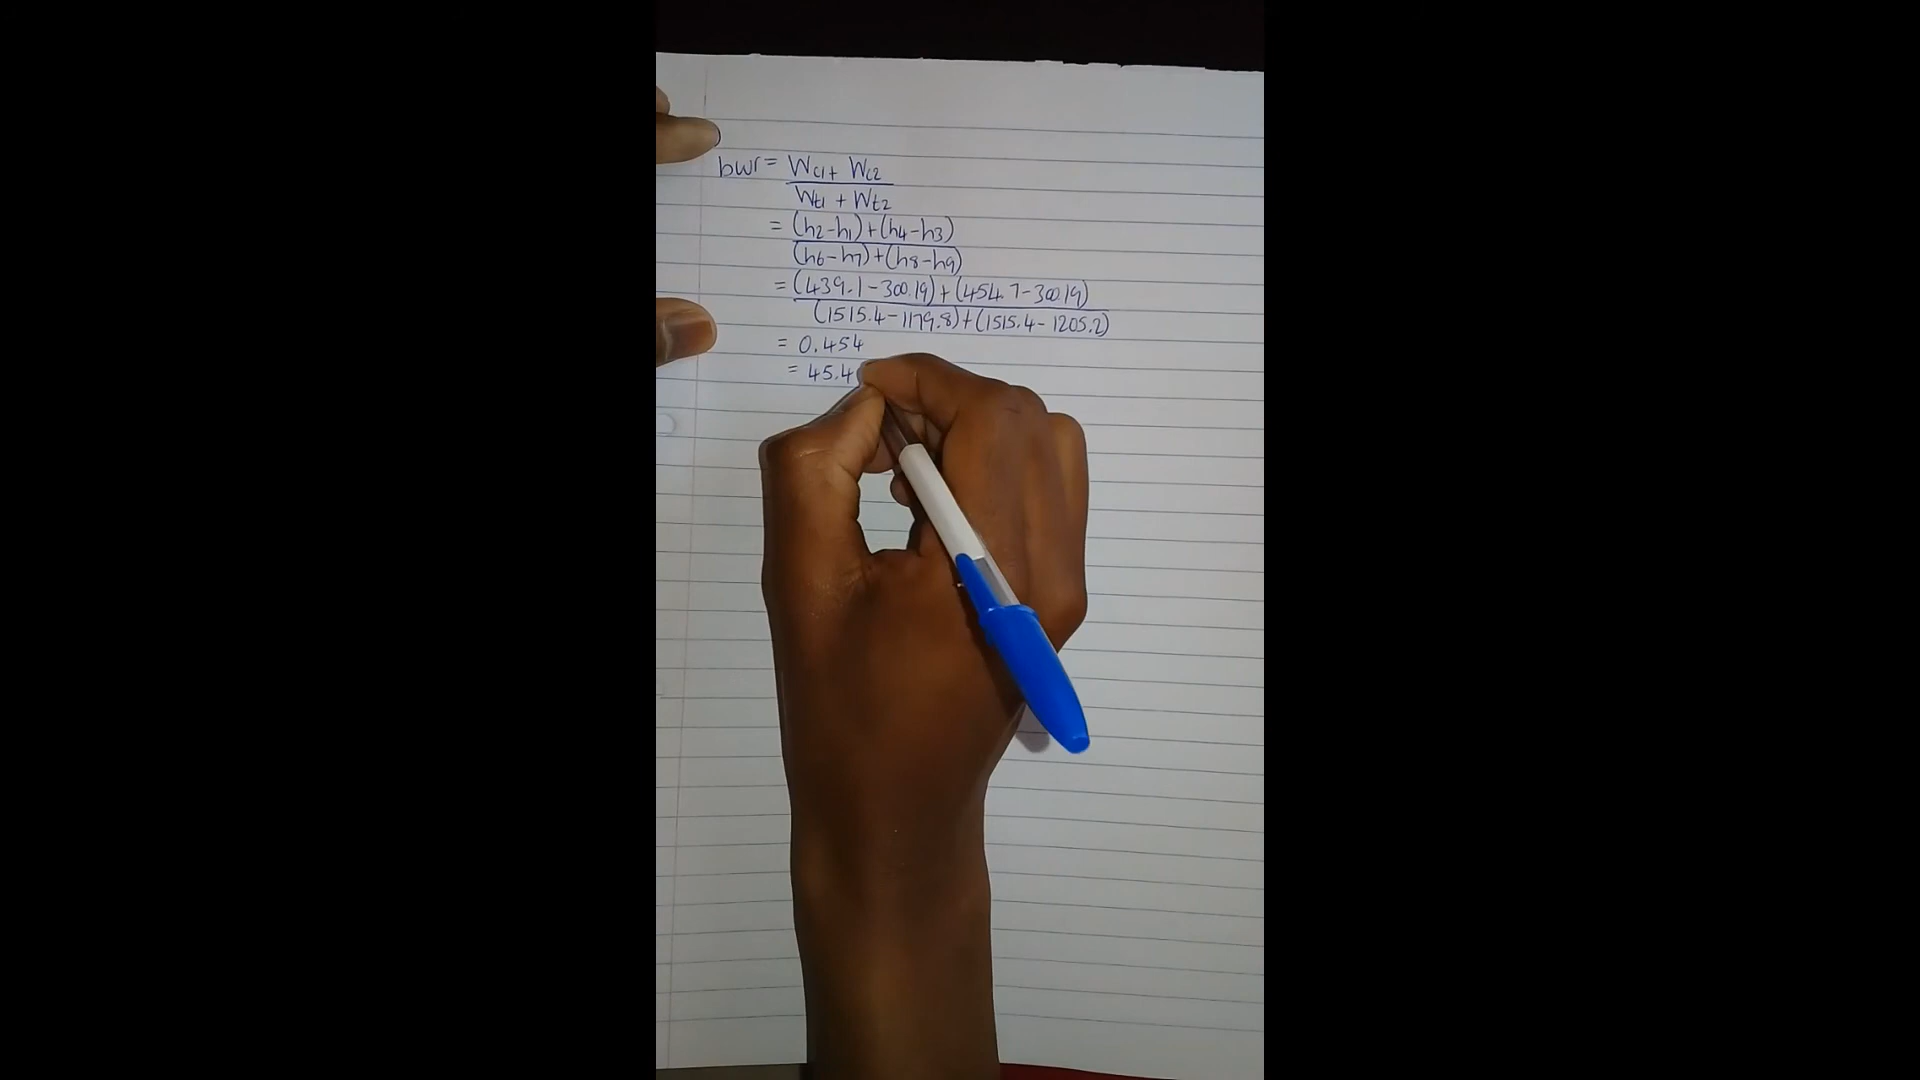 bwr = Wc1 + Wc2
Wt1 + Wt2
= (h2-h1)+(h4-h3)
(h6-h7)+(h8-h9)
= (439.1-300.19)+(454.7-300.19)
(1515.4-1179.8)+(1515.4-1205.2)
= 0.454
= 45.4